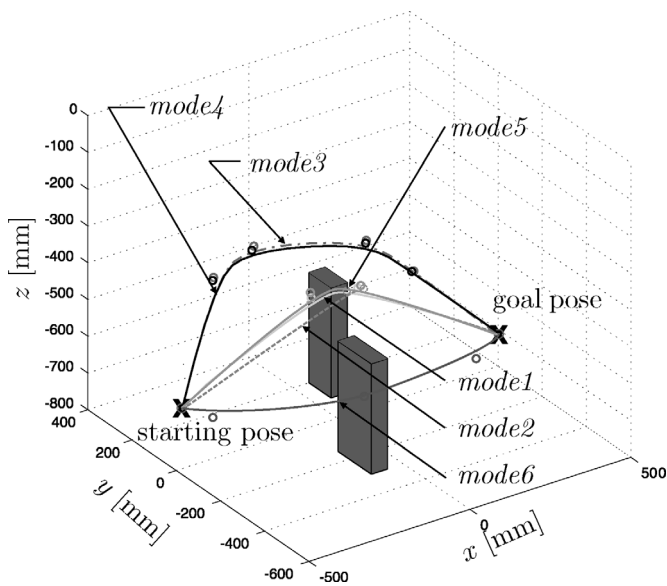 0
mode4
mode5
-100
mode3
-200
-300
-400
z [mm]
-500
goal pose
-600
-700
mode1
-800
400
starting pose
mode2
200
mode6
500
0
y [mm]
-200
0
x [mm]
-400
-600
-500